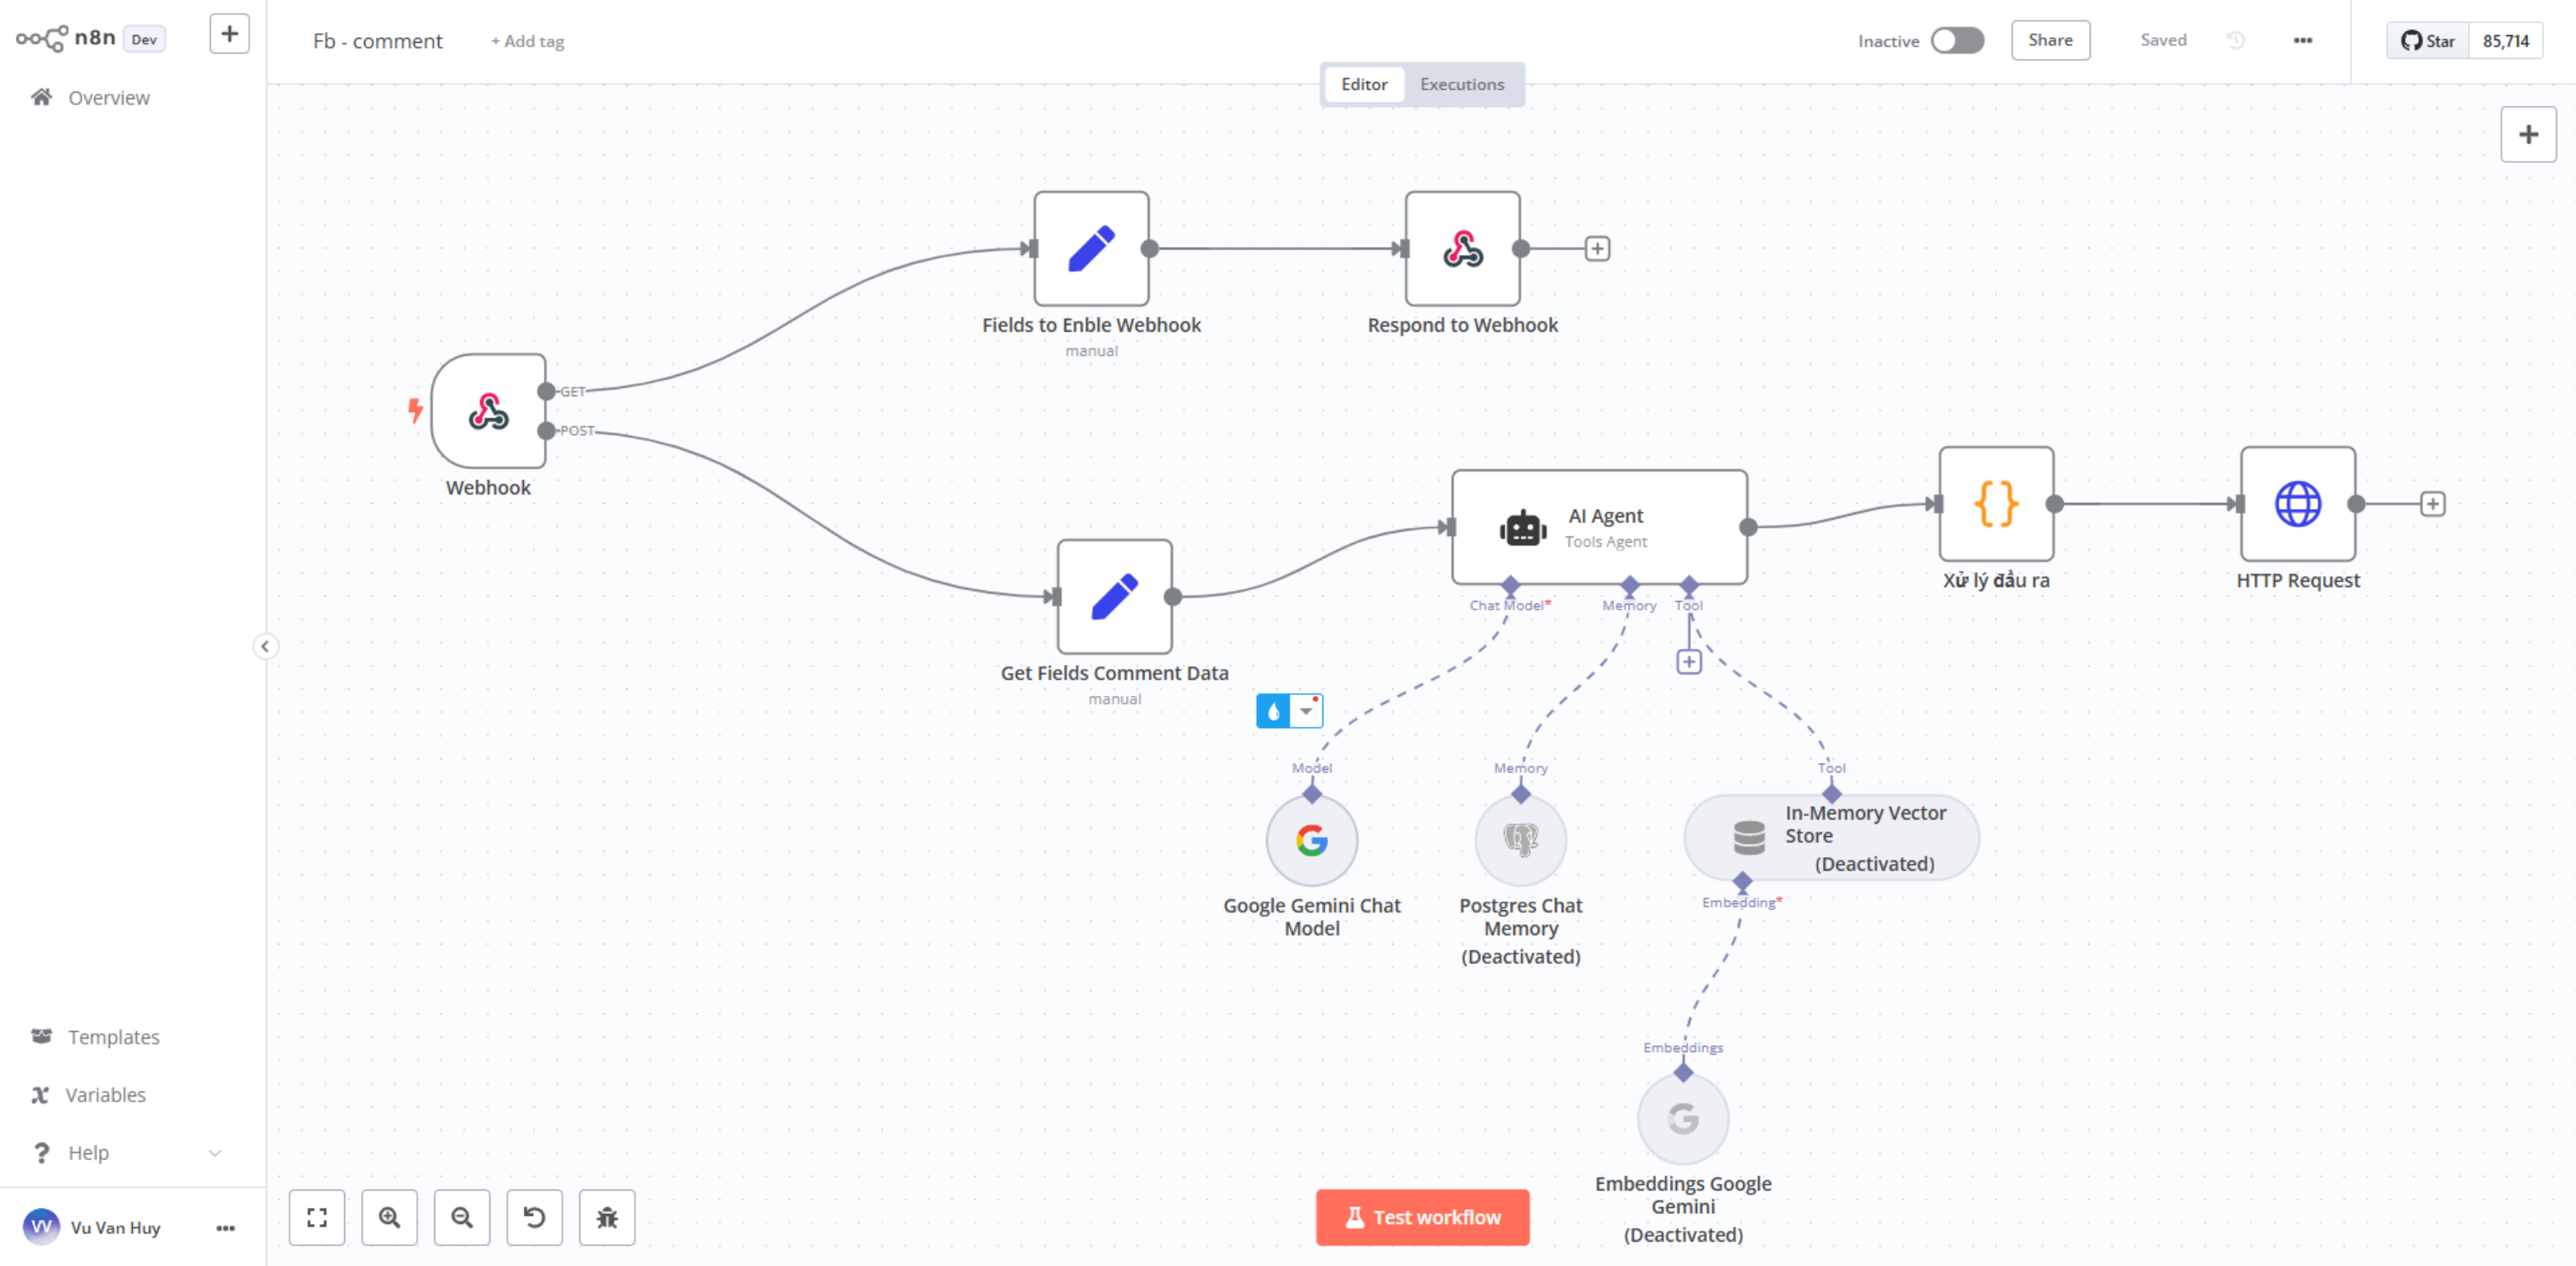 n8n Dev
Overview
Templates
Variables
Help
VV Vu Van Huy
Fb - comment + Add tag
Inactive Share Saved Star 85,714
Editor Executions
GET
POST
Webhook
Fields to Enble Webhook
manual
Respond to Webhook
Get Fields Comment Data
manual
AI Agent
Tools Agent
Chat Model* Memory Tool
Xử lý đầu ra
HTTP Request
Model
Google Gemini Chat
Model
Memory
Postgres Chat
Memory
(Deactivated)
Tool
In-Memory Vector
Store
(Deactivated)
Embedding*
Embeddings
Embeddings Google
Gemini
(Deactivated)
Test workflow